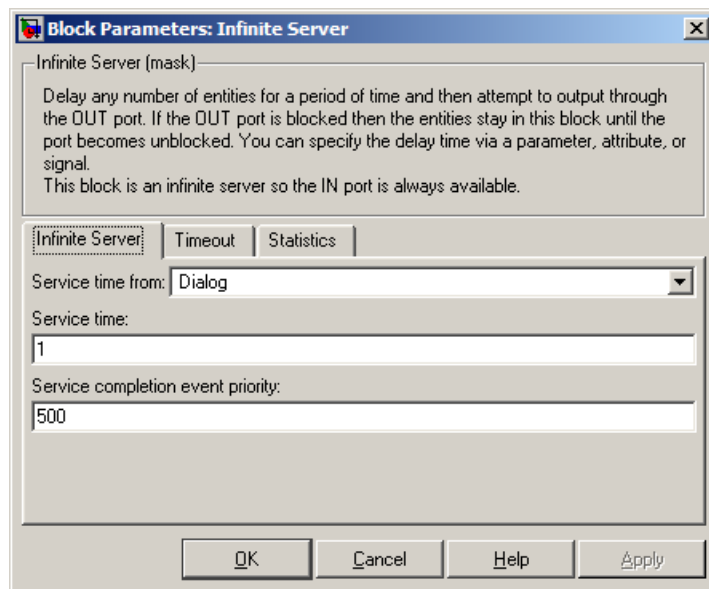 Block Parameters: Infinite Server
Infinite Server (mask)
Delay any number of entities for a period of time and then attempt to output through
the OUT port. If the OUT port is blocked then the entities stay in this block until the
port becomes unblocked. You can specify the delay time via a parameter, attribute, or
signal.
This block is an infinite server so the IN port is always available.
Infinite Server Timeout Statistics
Service time from: Dialog
Service time:
1
Service completion event priority:
500
OK Cancel Help Apply